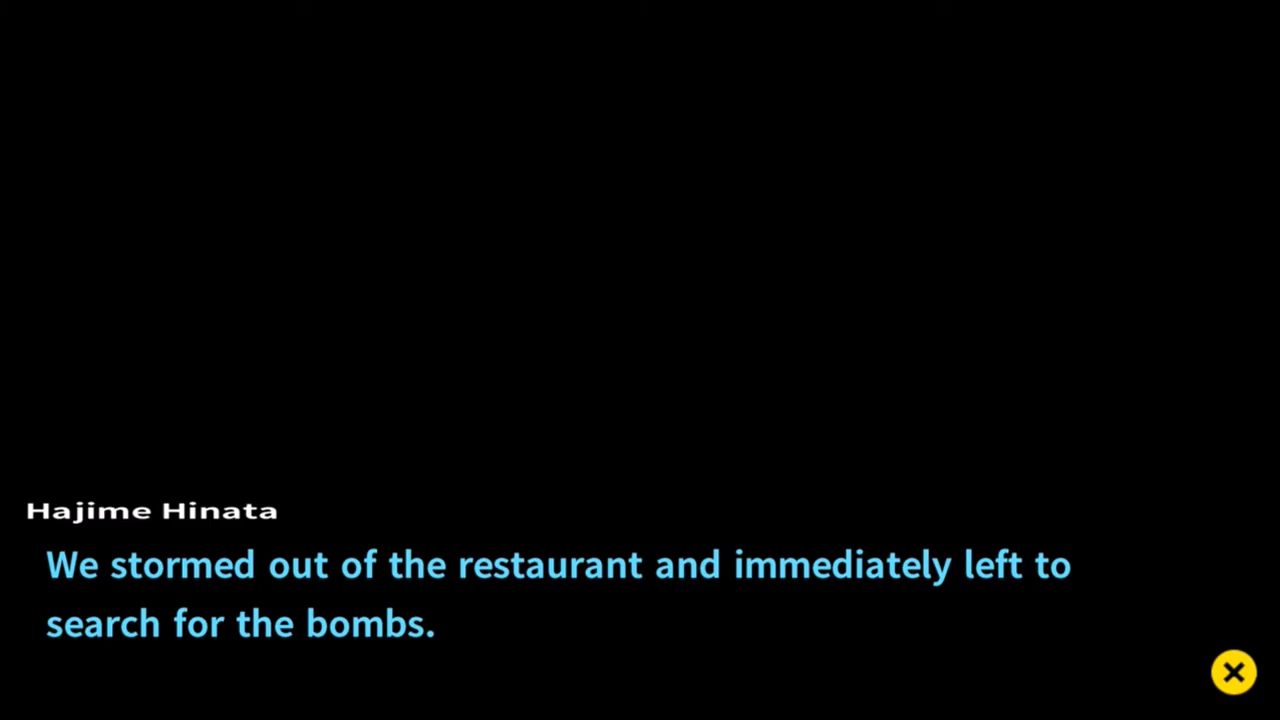 Hajime Hinata
We stormed out of the restaurant and immediately left to
search for the bombs.